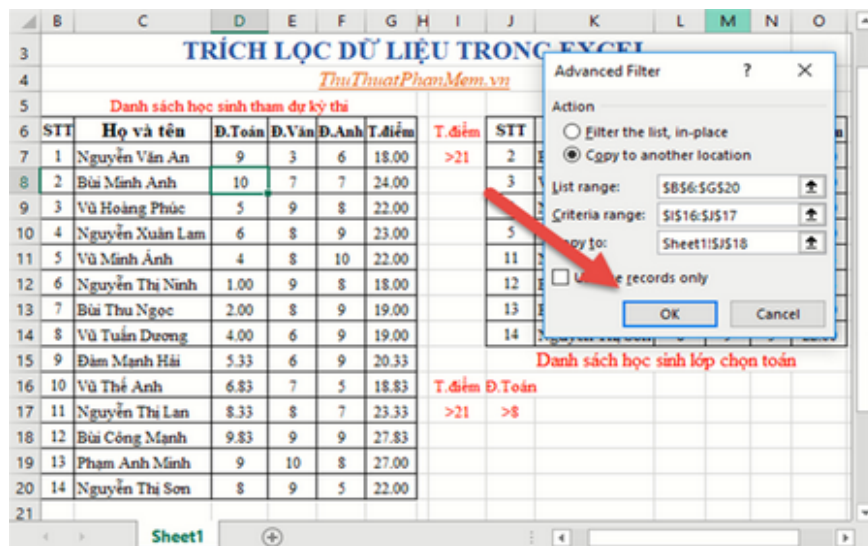 B C D E F G H I J K L M N O
3 TRÍCH LỌC DỮ LIỆU TRONG EXCEL
4 ThuThuatPhanMem.vn
5 Danh sách học sinh tham dự kỳ thi
6 STT Họ và tên Đ.Toán Đ.Văn Đ.Anh T.điểm T.điểm STT
7 1 Nguyễn Văn An 9 3 6 18.00 >21 2
8 2 Bùi Minh Anh 10 7 7 24.00 3
9 3 Vũ Hoàng Phúc 5 9 8 22.00
10 4 Nguyễn Xuân Lam 6 8 9 23.00 5
11 5 Vũ Minh Ánh 4 8 10 22.00 11
12 6 Nguyễn Thị Ninh 1.00 9 8 18.00 12
13 7 Bùi Thu Ngọc 2.00 8 9 19.00 13
14 8 Vũ Tuấn Dương 4.00 6 9 19.00 14
15 9 Đàm Mạnh Hải 5.33 6 9 20.33 Danh sách học sinh lớp chọn toán
16 10 Vũ Thế Anh 6.83 7 5 18.83 T.điểm Đ.Toán
17 11 Nguyễn Thị Lan 8.33 8 7 23.33 >21 >8
18 12 Bùi Công Mạnh 9.83 9 9 27.83
19 13 Phạm Anh Minh 9 10 8 27.00
20 14 Nguyễn Thị Sơn 8 9 5 22.00
21
Sheet1
Advanced Filter ? ×
Action
Filter the list, in-place
Copy to another location
List range: $B$6:$G$20
Criteria range: $I$16:$J$17
to: Sheet1!$J$18
records only
OK Cancel